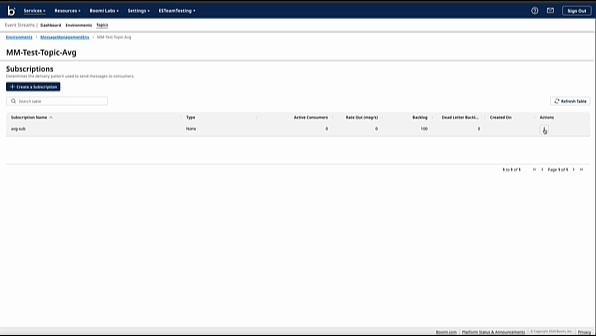 b Services Resources Boomi Labs Settings ESTeamTesting Sign Out
Event Streams Dashboard Environments Topics
Environments > MessageManagementEnv > MM-Test-Topic-Avg
MM-Test-Topic-Avg
Subscriptions
Determines the delivery pattern used to send messages to consumers.
+ Create a Subscription
Search table Refresh Table
Subscription Name Type Active Consumers Rate Out (msg/s) Backlog Dead Letter Backl... Created On Actions
avg-sub None 0 0 100 0
1 to 1 of 1 Page 1 of 1
Boomi.com Platform Status & Announcements © Copyright 2024 Boomi, Inc. Privacy